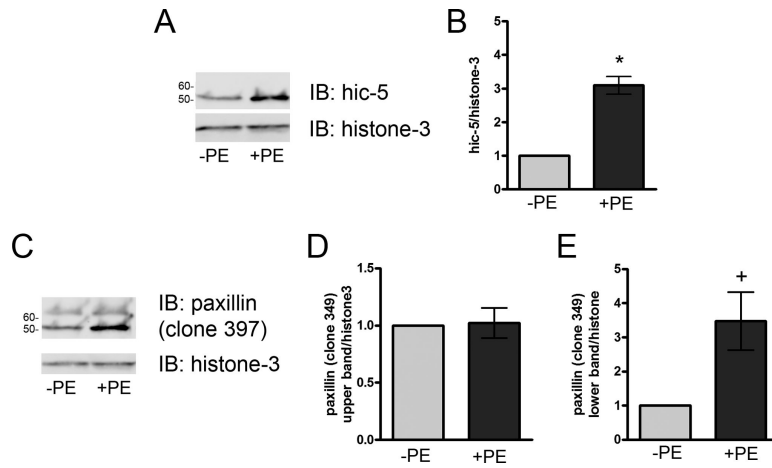 A
60-
50-
IB: hic-5
IB: histone-3
-PE +PE
B
hic-5/histone-3
5
4
3
2
1
0
*
-PE +PE
C
60-
50-
IB: paxillin
(clone 397)
IB: histone-3
-PE +PE
D
paxillin (clone 349)
upper band/histone3
1.5
1.0
0.5
0.0
-PE +PE
E
paxillin (clone 349)
lower band/histone
5
4
3
2
1
0
+
-PE +PE